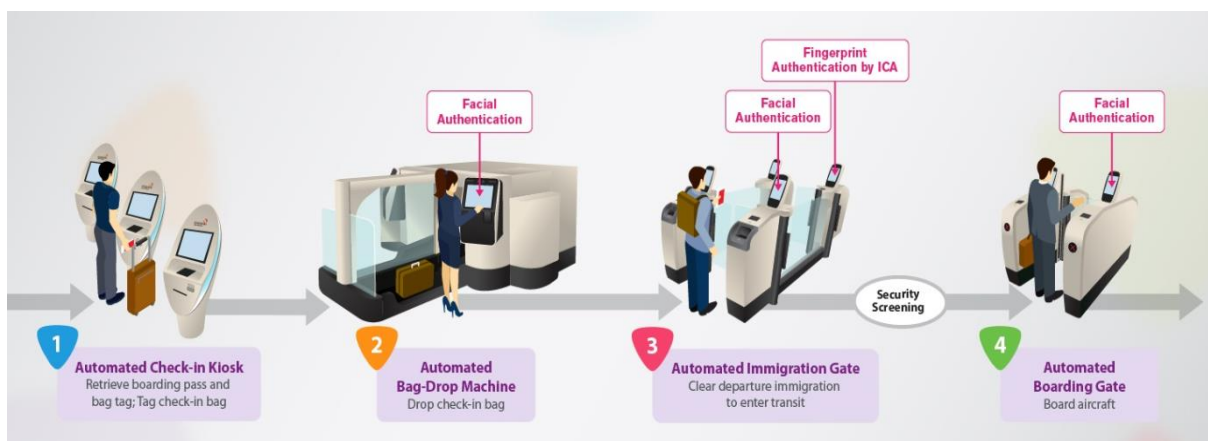 Fingerprint
Authentication by ICA
Facial
Authentication
Facial
Authentication
Facial
Authentication
Security
Screening
1
Automated Check-in Kiosk
Retrieve boarding pass and
bag tag; Tag check-in bag
2
Automated
Bag-Drop Machine
Drop check-in bag
3
Automated Immigration Gate
Clear departure immigration
to enter transit
4
Automated
Boarding Gate
Board aircraft